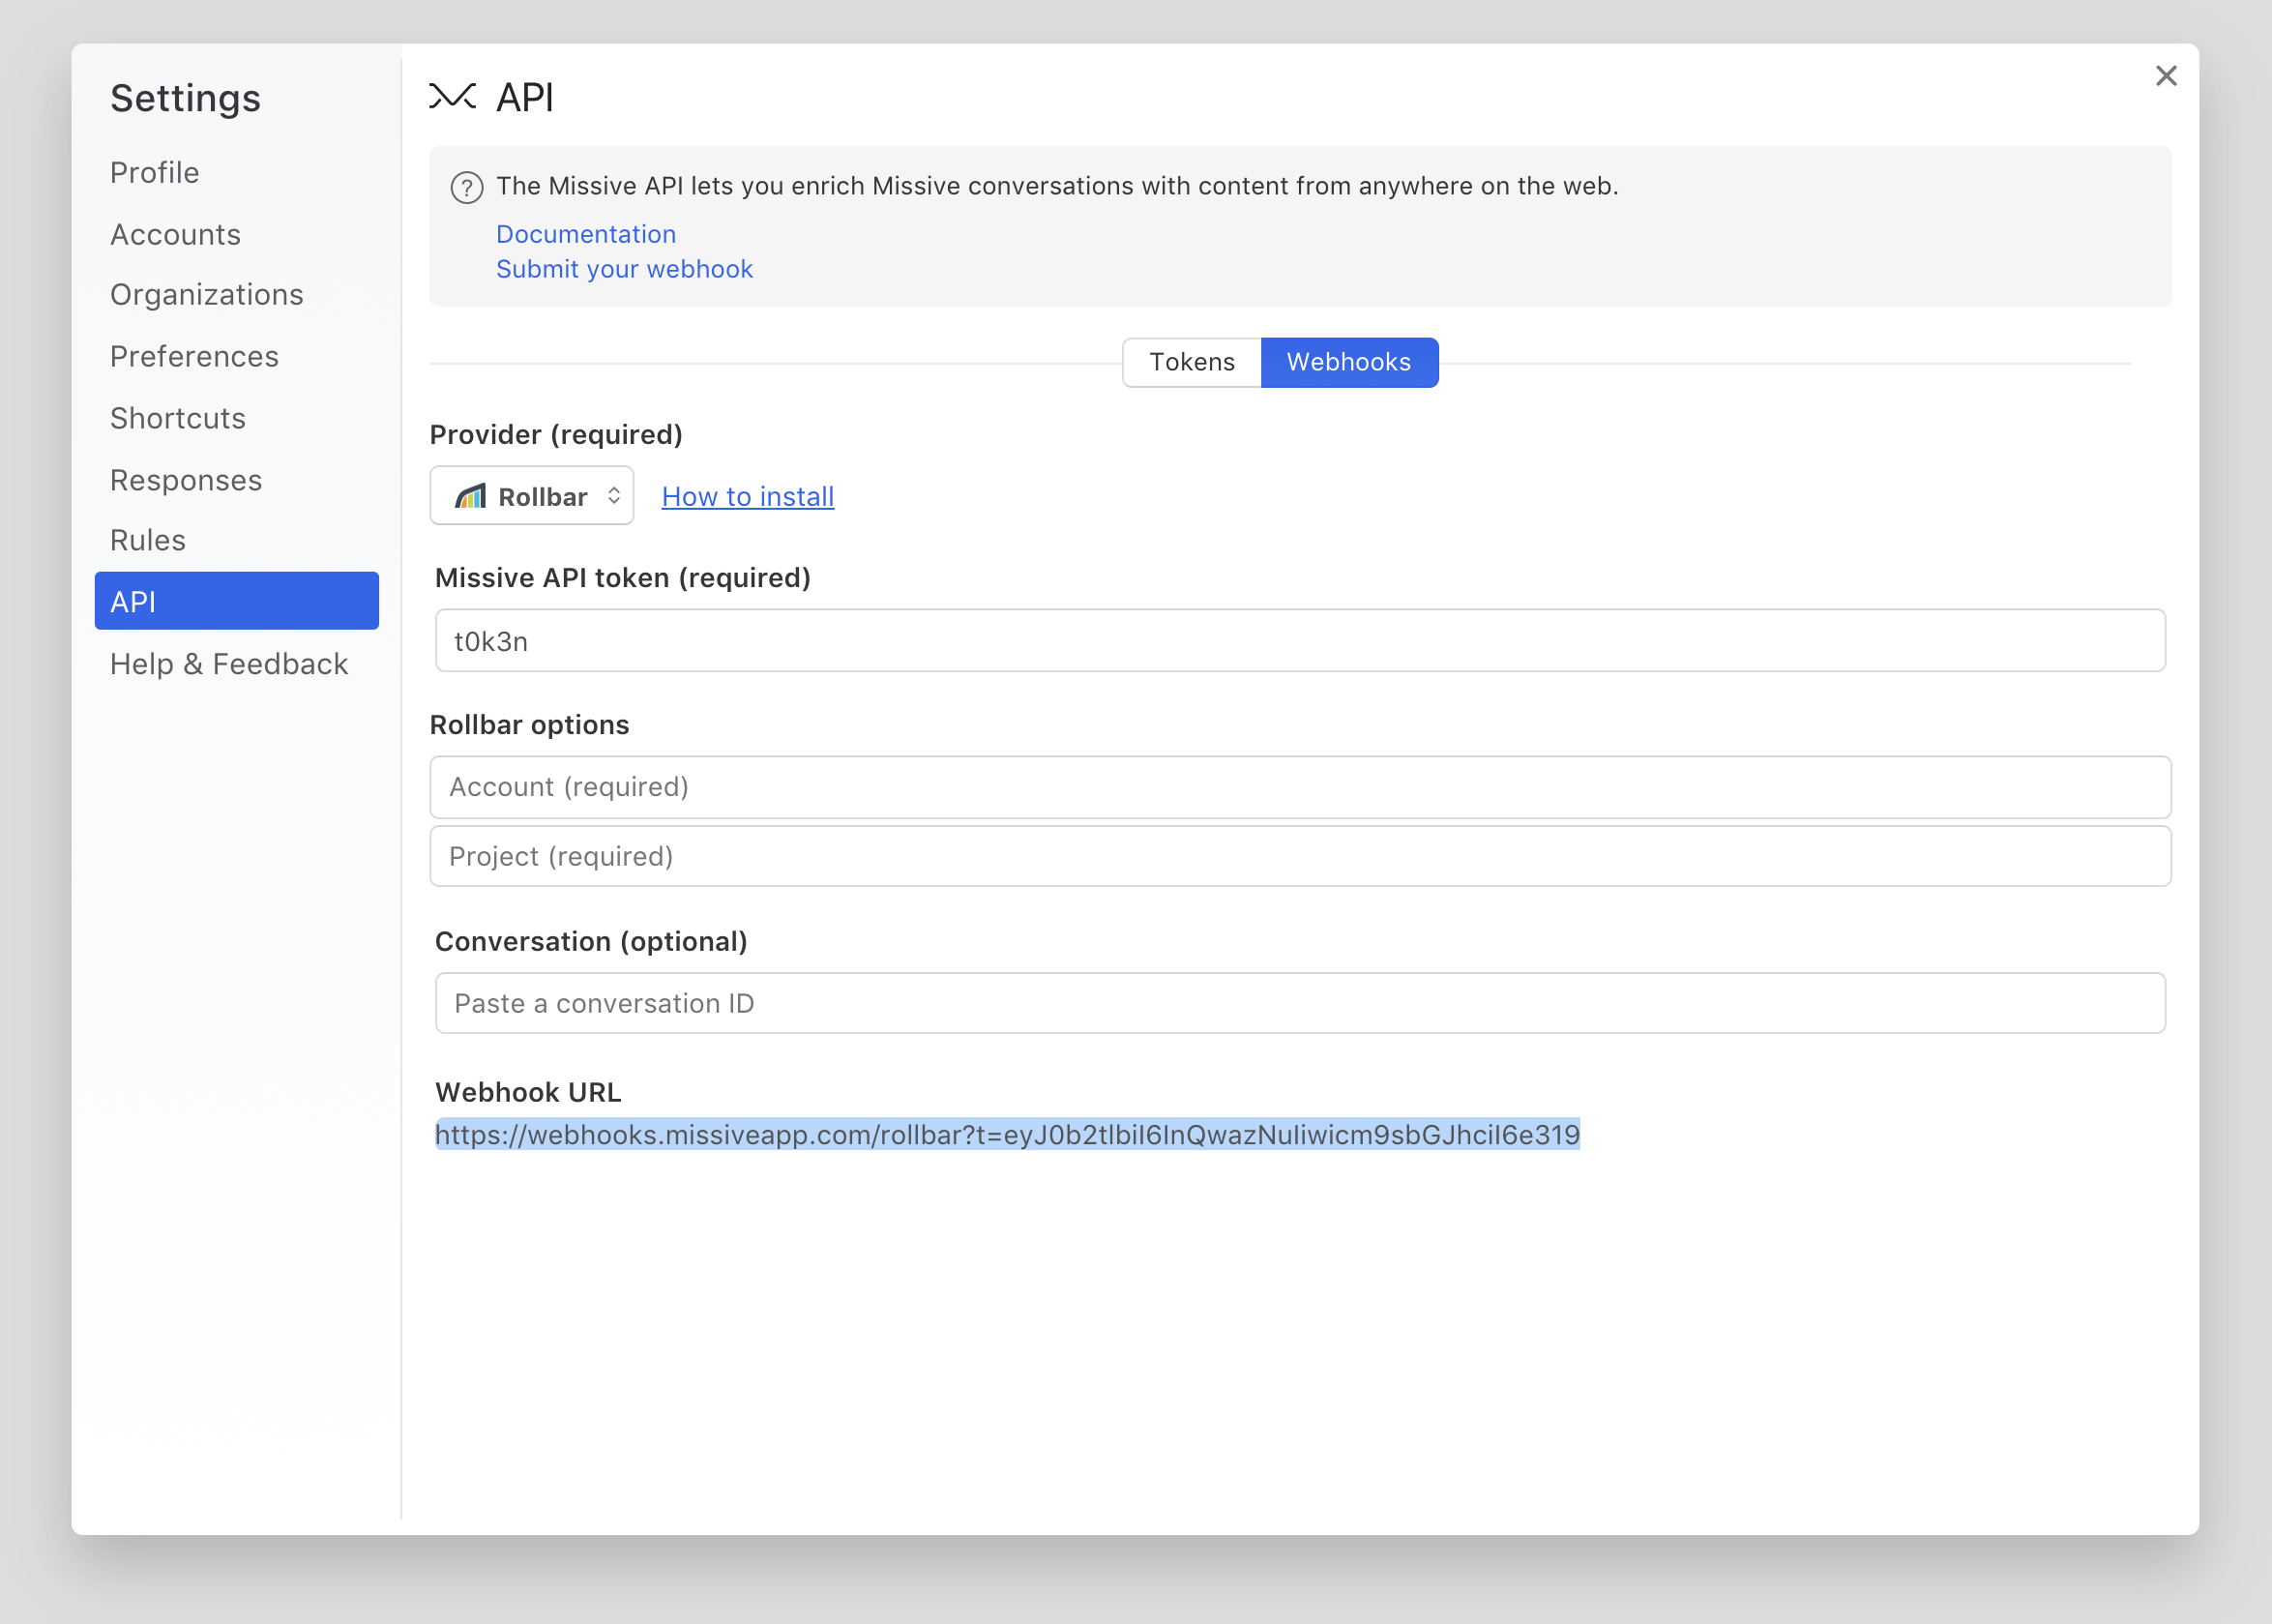 Settings
Profile
Accounts
Organizations
Preferences
Shortcuts
Responses
Rules
API
Help & Feedback
API
The Missive API lets you enrich Missive conversations with content from anywhere on the web.
Documentation
Submit your webhook
Tokens
Webhooks
Provider (required)
Rollbar
How to install
Missive API token (required)
t0k3n
Rollbar options
Account (required)
Project (required)
Conversation (optional)
Paste a conversation ID
Webhook URL
https://webhooks.missiveapp.com/rollbar?t=eyJ0b2tlbiI6InQwazNuIiwicm9sbGJhciI6e319